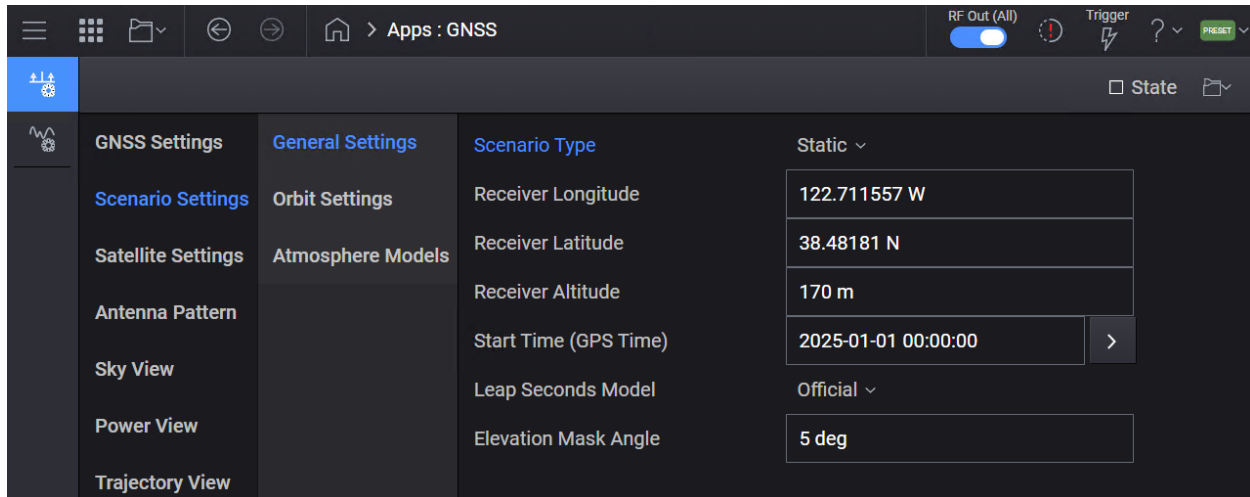 Apps : GNSS
RF Out (All)
Trigger
?
PRESET
State
GNSS Settings
Scenario Settings
Satellite Settings
Antenna Pattern
Sky View
Power View
Trajectory View
General Settings
Orbit Settings
Atmosphere Models
Scenario Type Static
Receiver Longitude 122.711557 W
Receiver Latitude 38.48181 N
Receiver Altitude 170 m
Start Time (GPS Time) 2025-01-01 00:00:00
Leap Seconds Model Official
Elevation Mask Angle 5 deg